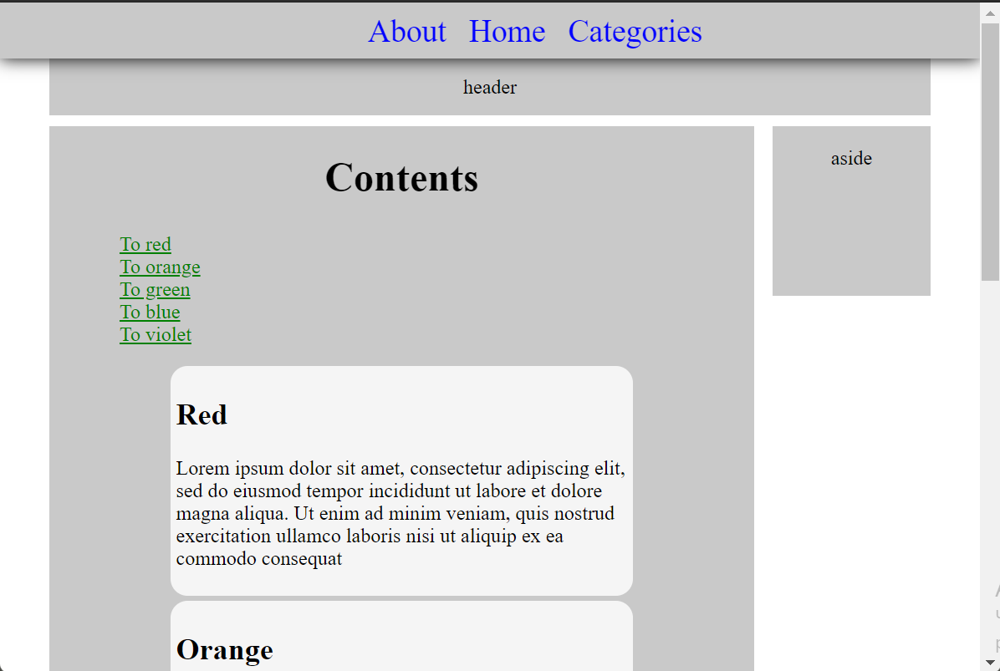 About Home Categories
header
Contents
aside
To red
To orange
To green
To blue
To violet
Red
Lorem ipsum dolor sit amet, consectetur adipiscing elit,
sed do eiusmod tempor incididunt ut labore et dolore
magna aliqua. Ut enim ad minim veniam, quis nostrud
exercitation ullamco laboris nisi ut aliquip ex ea
commodo consequat
Orange